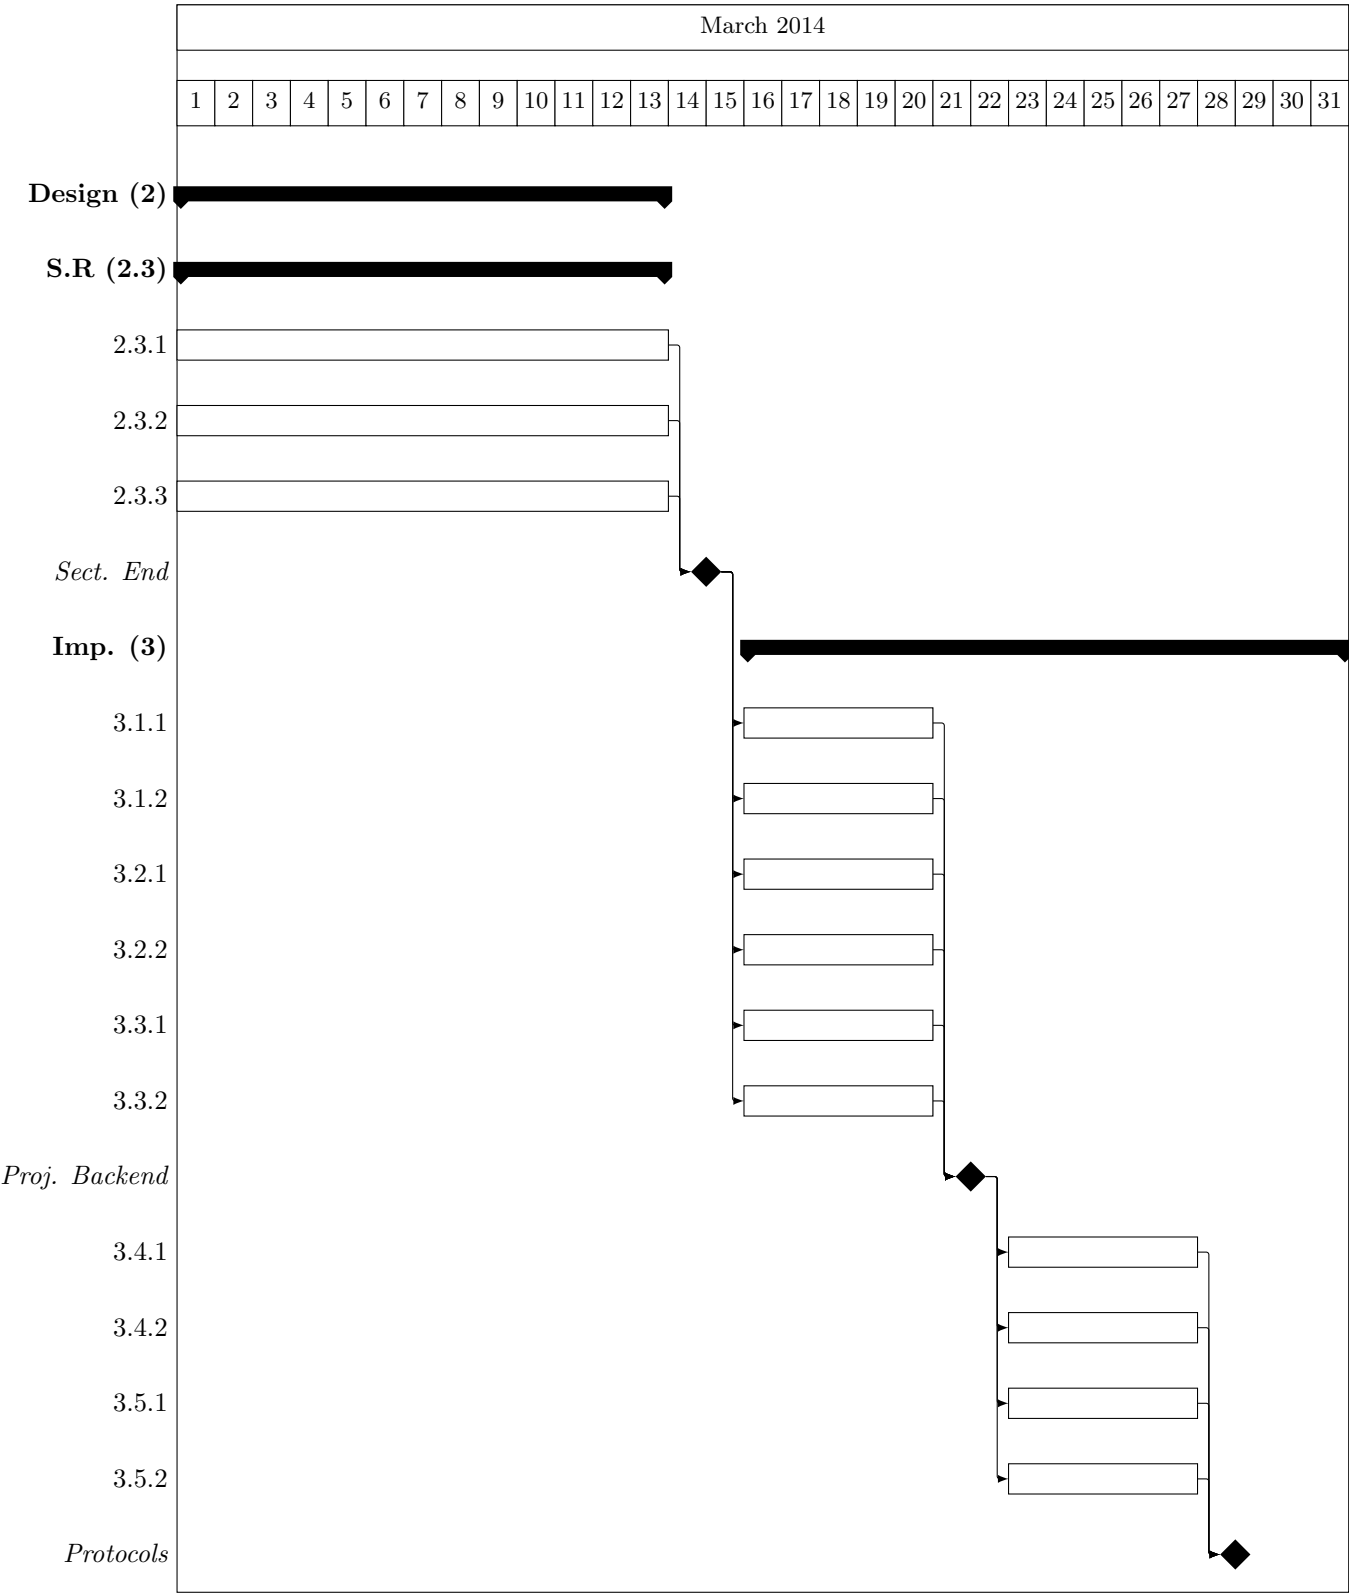 March 2014
1 2 3 4 5 6 7 8 9 10 11 12 13 14 15 16 17 18 19 20 21 22 23 24 25 26 27 28 29 30 31
Design (2)
S.R (2.3)
2.3.1
2.3.2
2.3.3
Sect. End
Imp. (3)
3.1.1
3.1.2
3.2.1
3.2.2
3.3.1
3.3.2
Proj. Backend
3.4.1
3.4.2
3.5.1
3.5.2
Protocols